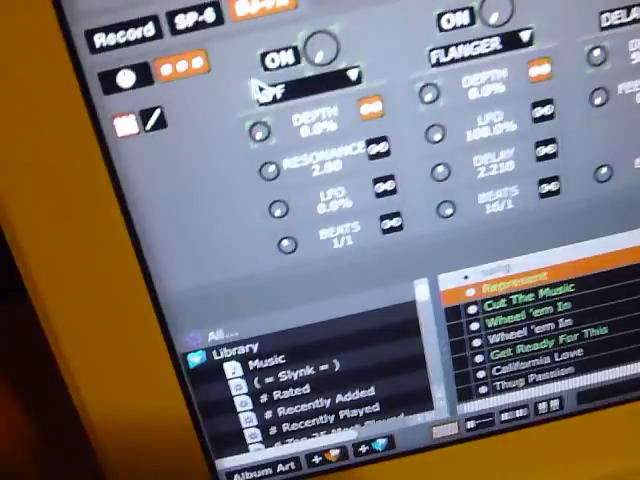 Record
SP-6
ON
ON
FLANGER
DEPTH
0.0%
DEPTH
0.0%
RESONANCE
2.00
LFO
100.0%
LFO
0.0%
DELAY
2.210
BEATS
1/1
BEATS
16/1
song
All...
Library
Music
( = Slynk = )
# Rated
# Recently Added
# Recently Played
Represent
Cut The Music
Wheel 'em In
Wheel 'em In
Get Ready For This
California Love
Thug Passion
Album Art